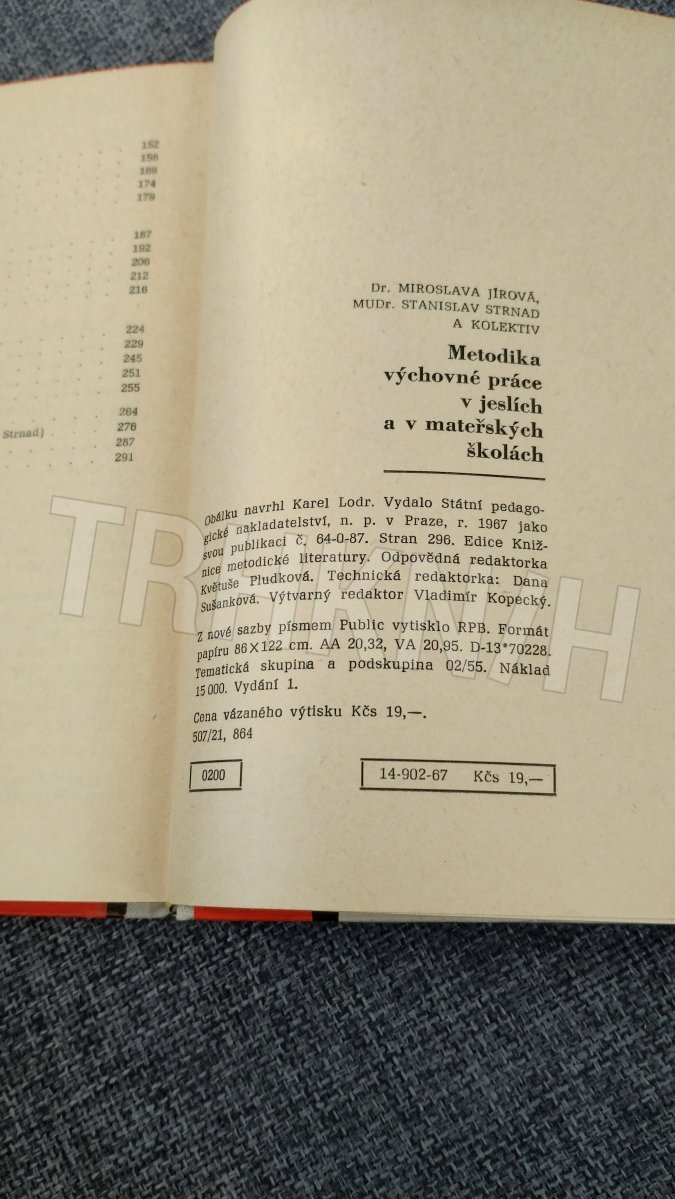 152
156
169
174
179
187
192
206
212
216
224
229
245
251
255
264
Strnad) 276
287
291
Dr. MIROSLAVA JÍROVÁ,
MUDr. STANISLAV STRNAD
A KOLEKTIV
Metodika
výchovné práce
v jeslích
a v mateřských
školách
Obálku navrhl Karel Lodr. Vydalo Státní pedago-
gické nakladatelství, n. p. v Praze, r. 1967 jako
svou publikaci č. 64-0-87. Stran 296. Edice Kniž-
nice metodické literatury. Odpovědná redaktorka
Květuše Pludková. Technická redaktorka: Dana
Sušanková. Výtvarný redaktor Vladimír Kopecký.
Z nové sazby písmem Public vytisklo RPB. Formát
papíru 86×122 cm. AA 20,32, VA 20,95. D-13*70228.
Tematická skupina a podskupina 02/55. Náklad
15 000. Vydání 1.
Cena vázaného výtisku Kčs 19,—.
507/21, 864
0200
14-902-67 Kčs 19,—